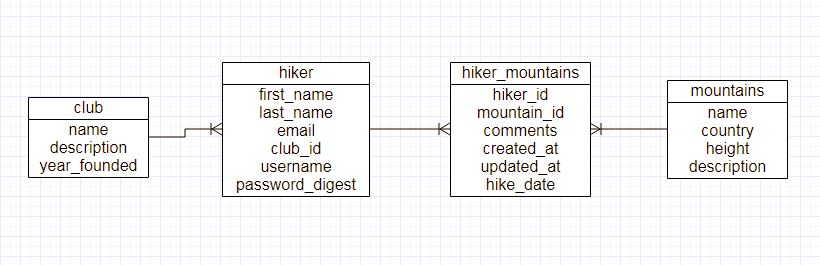 club
name
description
year_founded
hiker
first_name
last_name
email
club_id
username
password_digest
hiker_mountains
hiker_id
mountain_id
comments
created_at
updated_at
hike_date
mountains
name
country
height
description